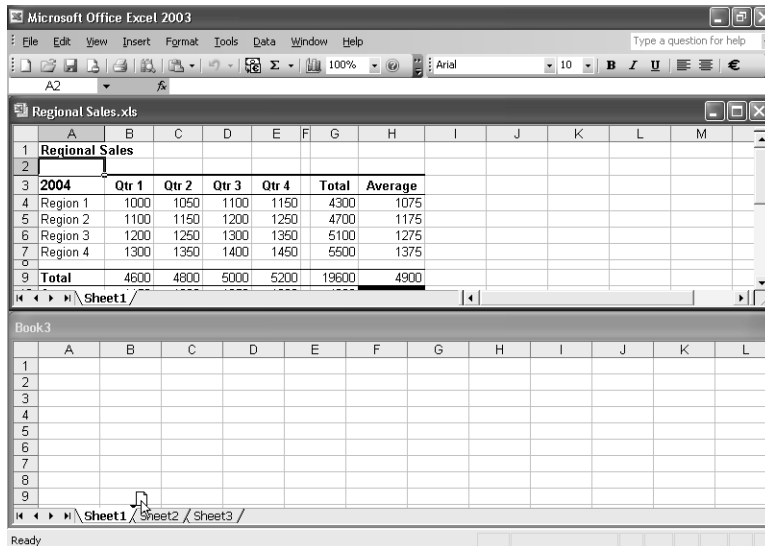 Microsoft Office Excel 2003
File Edit View Insert Format Tools Data Window Help Type a question for help
100% Arial 10 B I U €
A2 fx
Regional Sales.xls
A B C D E F G H I J K L M
1 Regional Sales
2
3 2004 Qtr 1 Qtr 2 Qtr 3 Qtr 4 Total Average
4 Region 1 1000 1050 1100 1150 4300 1075
5 Region 2 1100 1150 1200 1250 4700 1175
6 Region 3 1200 1250 1300 1350 5100 1275
7 Region 4 1300 1350 1400 1450 5500 1375
9 Total 4600 4800 5000 5200 19600 4900
Sheet1
Book3
A B C D E F G H I J K L
1
2
3
4
5
6
7
8
9
Sheet1 Sheet2 Sheet3
Ready